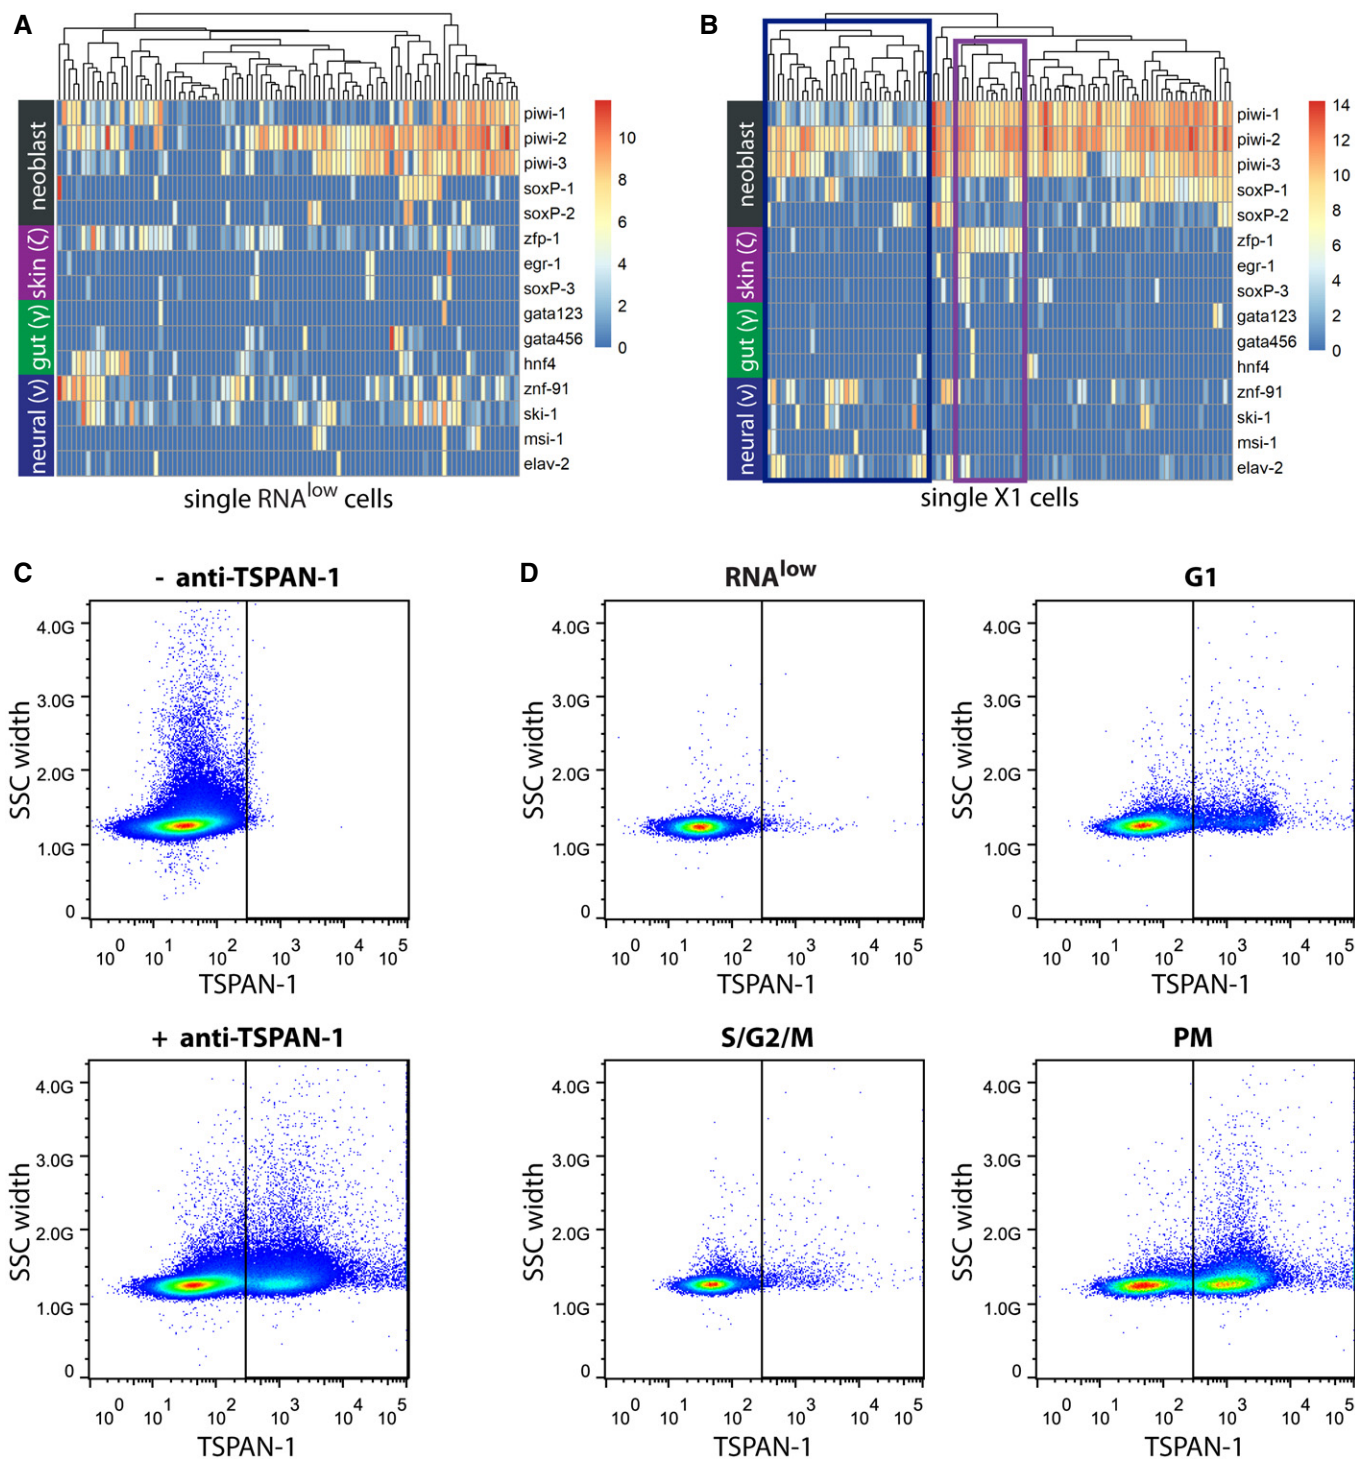 A
neoblast
skin (ζ)
gut (γ)
neural (ν)
piwi-1
piwi-2
piwi-3
soxP-1
soxP-2
zfp-1
egr-1
soxP-3
gata123
gata456
hnf4
znf-91
ski-1
msi-1
elav-2
10
8
6
4
2
0
single RNAlow cells
B
neoblast
skin (ζ)
gut (γ)
neural (ν)
piwi-1
piwi-2
piwi-3
soxP-1
soxP-2
zfp-1
egr-1
soxP-3
gata123
gata456
hnf4
znf-91
ski-1
msi-1
elav-2
14
12
10
8
6
4
2
0
single X1 cells
C
- anti-TSPAN-1
SSC width
4.0G
3.0G
2.0G
1.0G
0
10^0 10^1 10^2 10^3 10^4 10^5
TSPAN-1
+ anti-TSPAN-1
SSC width
4.0G
3.0G
2.0G
1.0G
0
10^0 10^1 10^2 10^3 10^4 10^5
TSPAN-1
D
RNAlow
SSC width
4.0G
3.0G
2.0G
1.0G
0
10^0 10^1 10^2 10^3 10^4 10^5
TSPAN-1
G1
SSC width
4.0G
3.0G
2.0G
1.0G
0
10^0 10^1 10^2 10^3 10^4 10^5
TSPAN-1
S/G2/M
SSC width
4.0G
3.0G
2.0G
1.0G
0
10^0 10^1 10^2 10^3 10^4 10^5
TSPAN-1
PM
SSC width
4.0G
3.0G
2.0G
1.0G
0
10^0 10^1 10^2 10^3 10^4 10^5
TSPAN-1